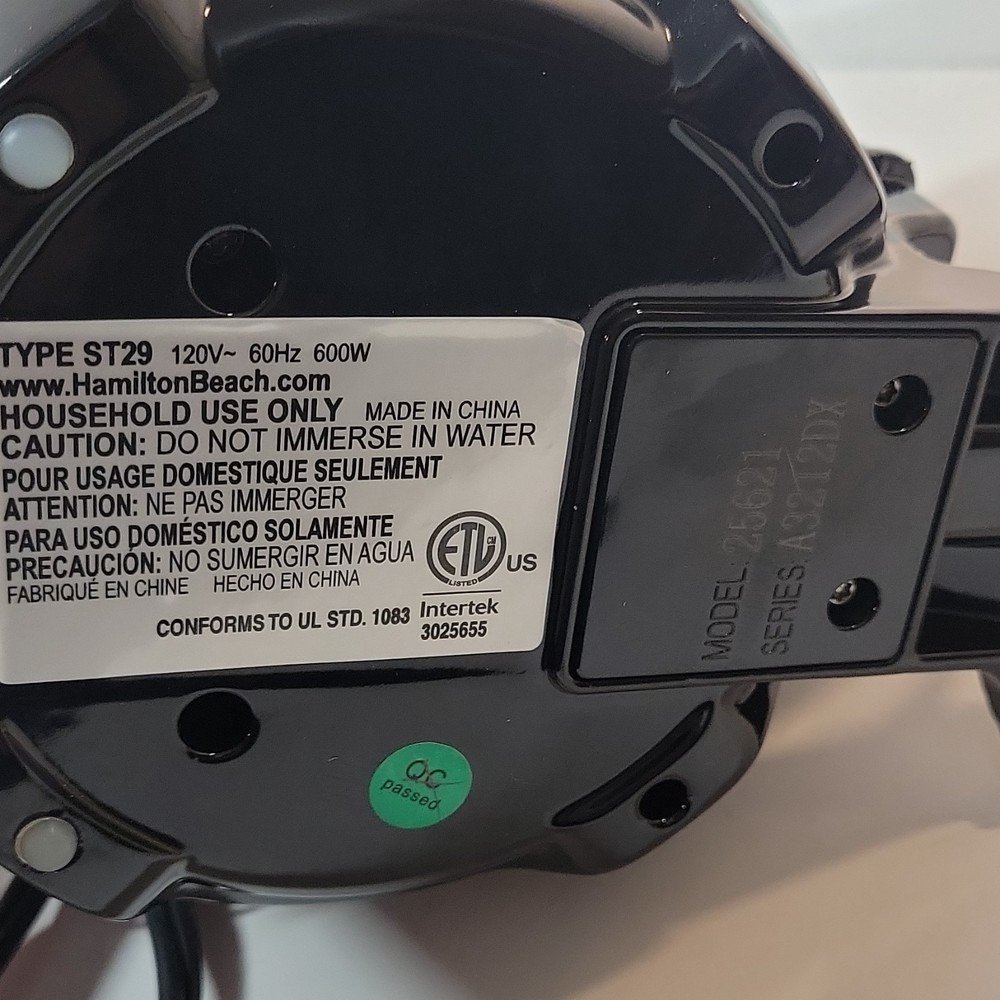 TYPE ST29 120V~ 60Hz 600W
www.HamiltonBeach.com
HOUSEHOLD USE ONLY MADE IN CHINA
CAUTION: DO NOT IMMERSE IN WATER
POUR USAGE DOMESTIQUE SEULEMENT
ATTENTION: NE PAS IMMERGER
PARA USO DOMÉSTICO SOLAMENTE
PRECAUCIÓN: NO SUMERGIR EN AGUA
FABRIQUÉ EN CHINE HECHO EN CHINA
ETL CM US
LISTED
CONFORMS TO UL STD. 1083
Intertek
3025655
MODEL: 25621
SERIES: A3212DX
QC
passed